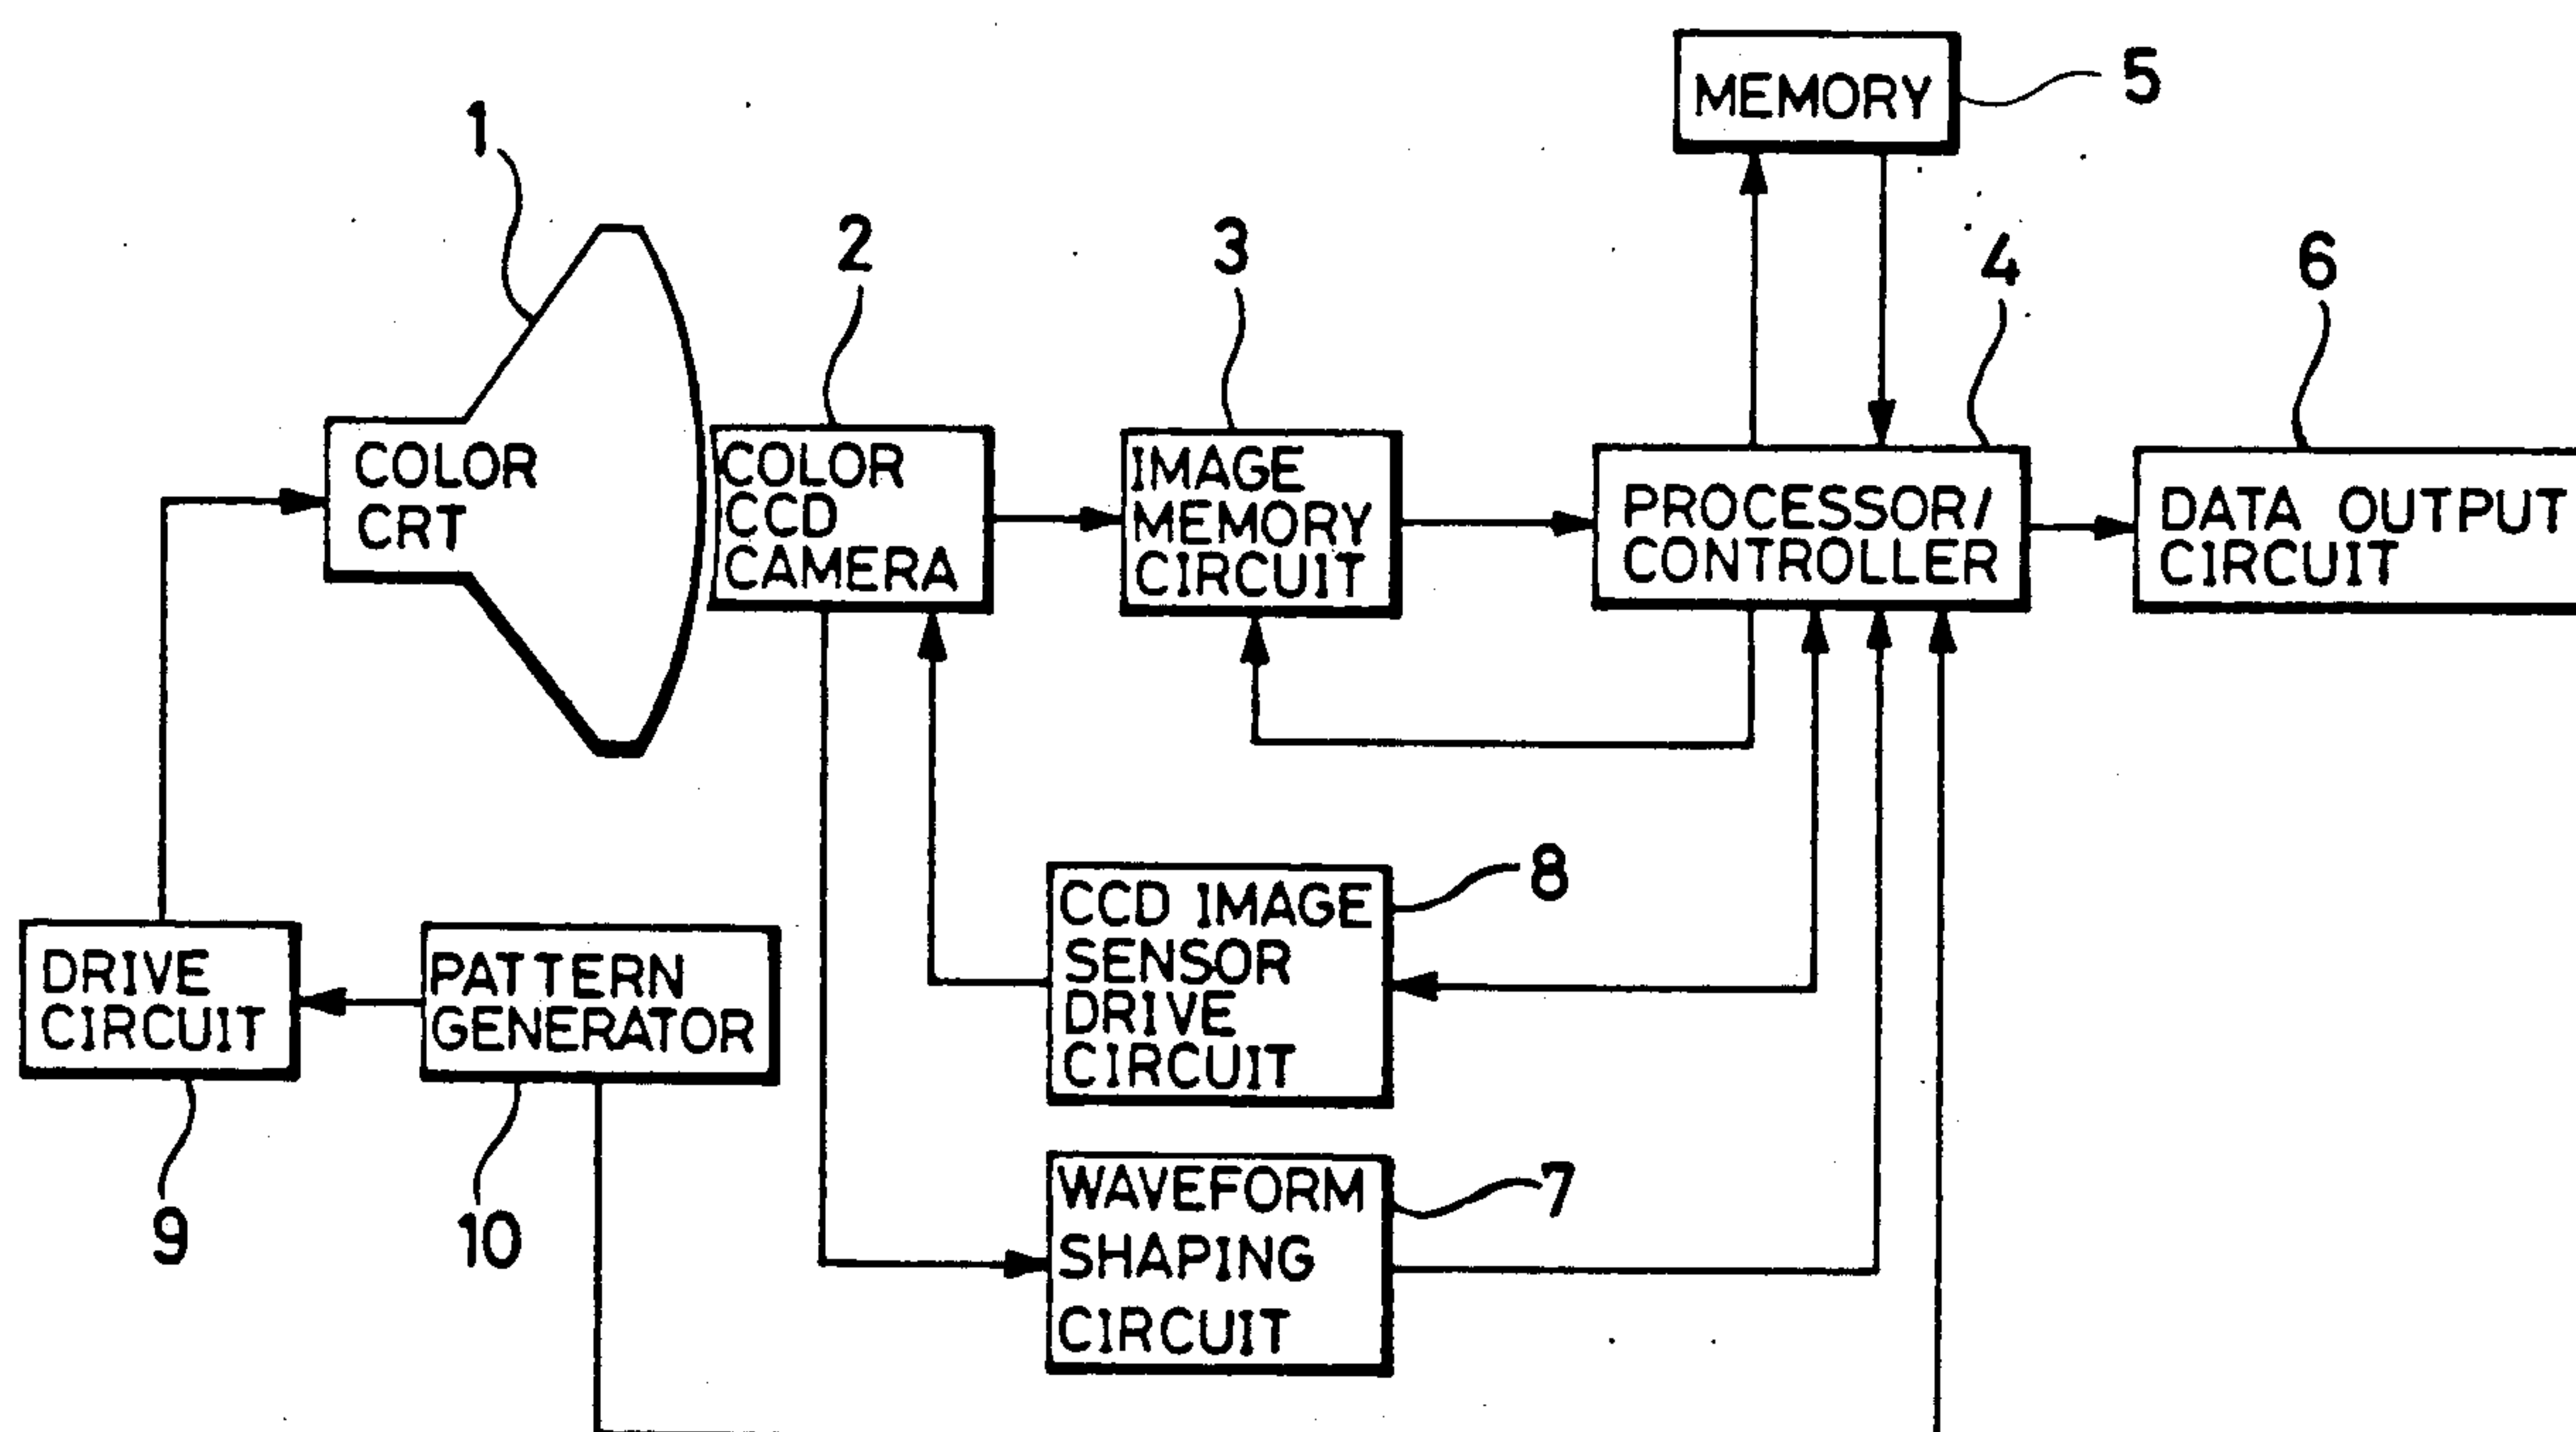 MEMORY
5
1
2
3
4
6
COLOR
CRT
COLOR
CCD
CAMERA
IMAGE
MEMORY
CIRCUIT
PROCESSOR/
CONTROLLER
DATA OUTPUT
CIRCUIT
CCD IMAGE
SENSOR
DRIVE
CIRCUIT
8
DRIVE
CIRCUIT
PATTERN
GENERATOR
9
10
WAVEFORM
SHAPING
CIRCUIT
7